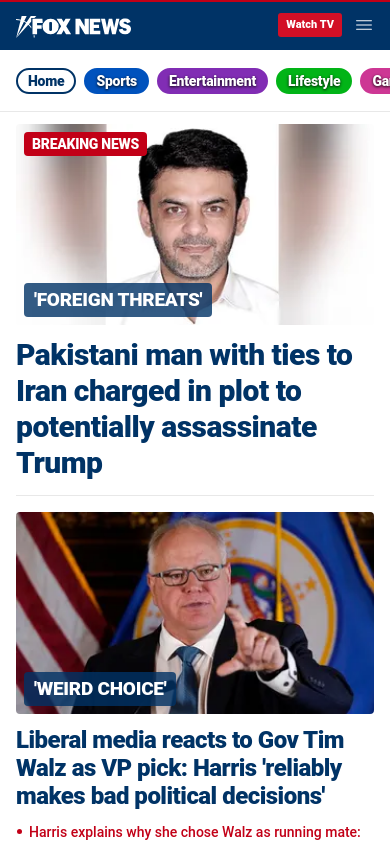 FOX NEWS
Watch TV
Home
Sports
Entertainment
Lifestyle
BREAKING NEWS
'FOREIGN THREATS'
Pakistani man with ties to
Iran charged in plot to
potentially assassinate
Trump
'WEIRD CHOICE'
Liberal media reacts to Gov Tim
Walz as VP pick: Harris 'reliably
makes bad political decisions'
Harris explains why she chose Walz as running mate: